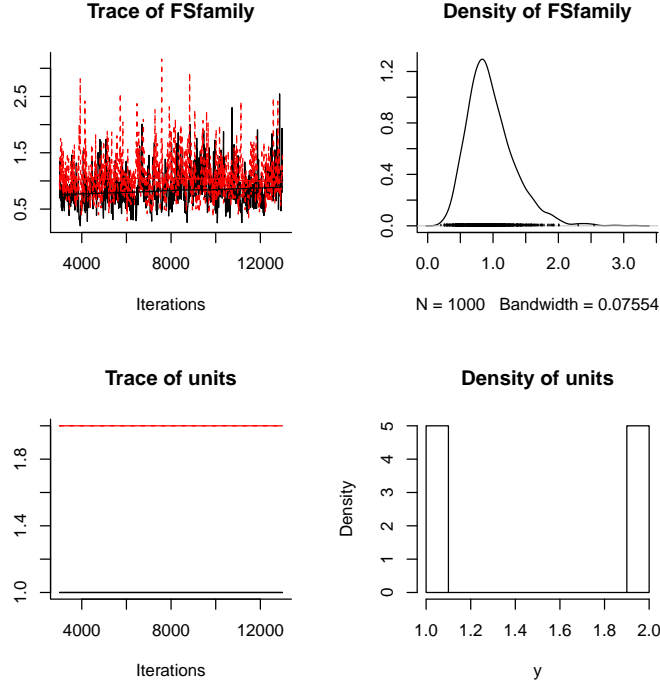 Trace of FSfamily
2.5
1.5
0.5
4000 8000 12000
Iterations
Density of FSfamily
1.2
0.8
0.4
0.0
0.0 1.0 2.0 3.0
N = 1000 Bandwidth = 0.07554
Trace of units
1.8
1.4
1.0
4000 8000 12000
Iterations
Density of units
Density
5
4
3
2
1
0
1.0 1.2 1.4 1.6 1.8 2.0
y